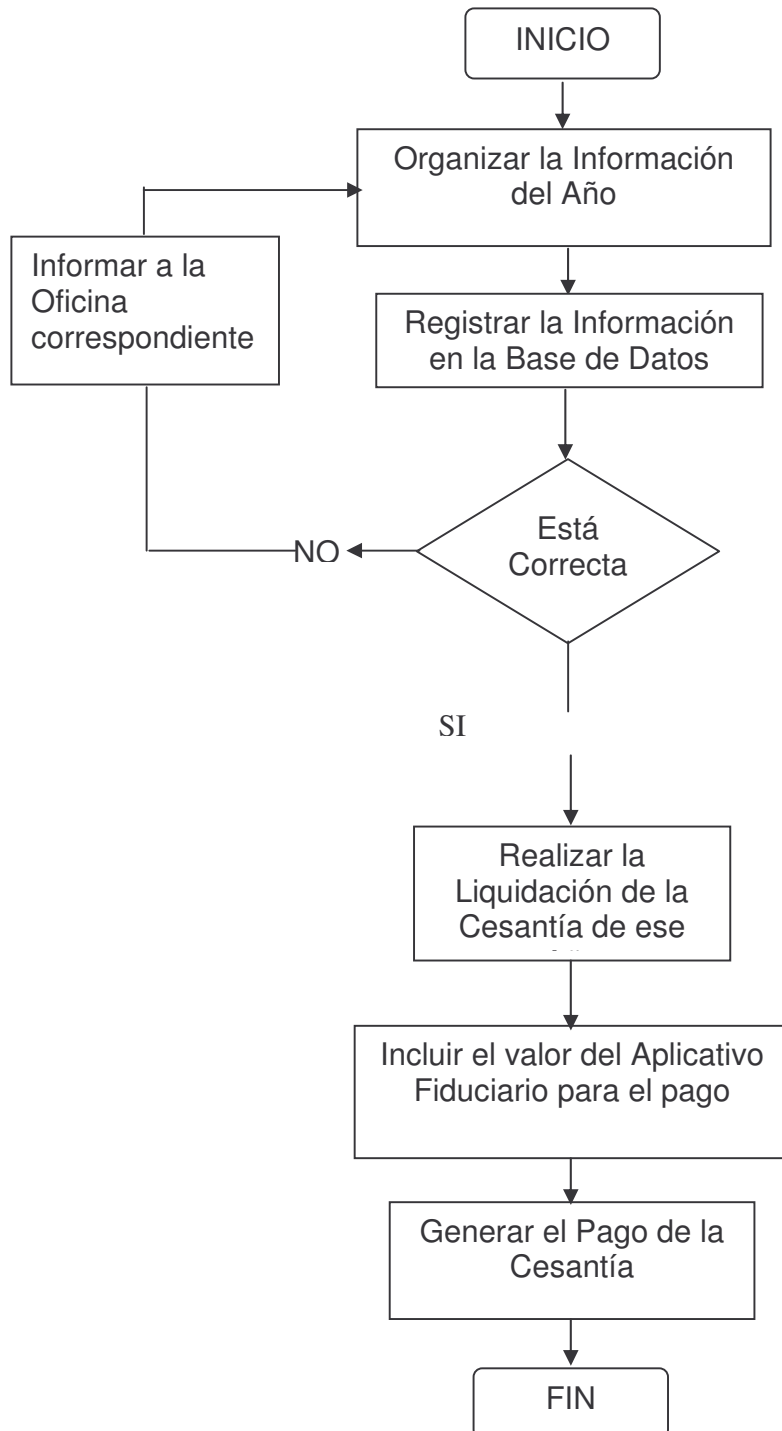 INICIO
Organizar la Información
del Año
Informar a la
Oficina
correspondiente
Registrar la Información
en la Base de Datos
Está
Correcta
NO
SI
Realizar la
Liquidación de la
Cesantía de ese
Incluir el valor del Aplicativo
Fiduciario para el pago
Generar el Pago de la
Cesantía
FIN